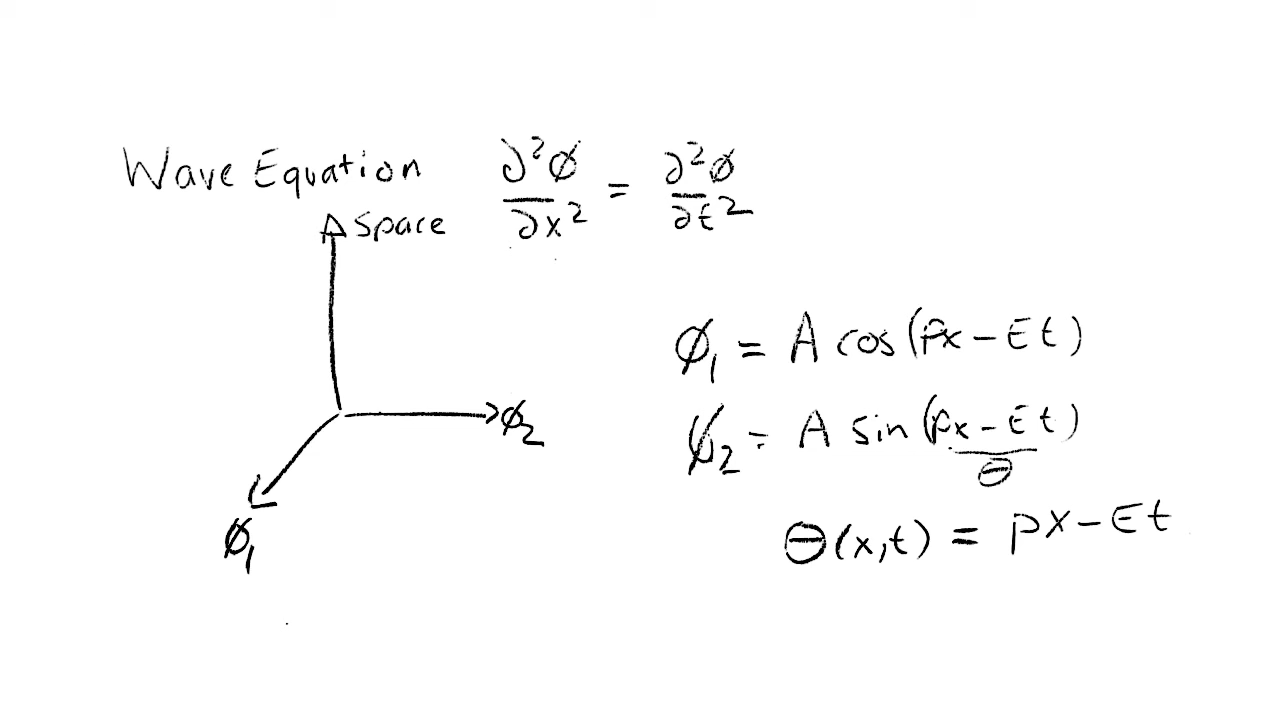 Wave Equation ∂²φ/∂x² = ∂²φ/∂t²
space
φ₁ = A cos(px − Et)
φ₂ = A sin(px − Et)
θ
φ₂
φ₁
θ(x,t) = px − Et